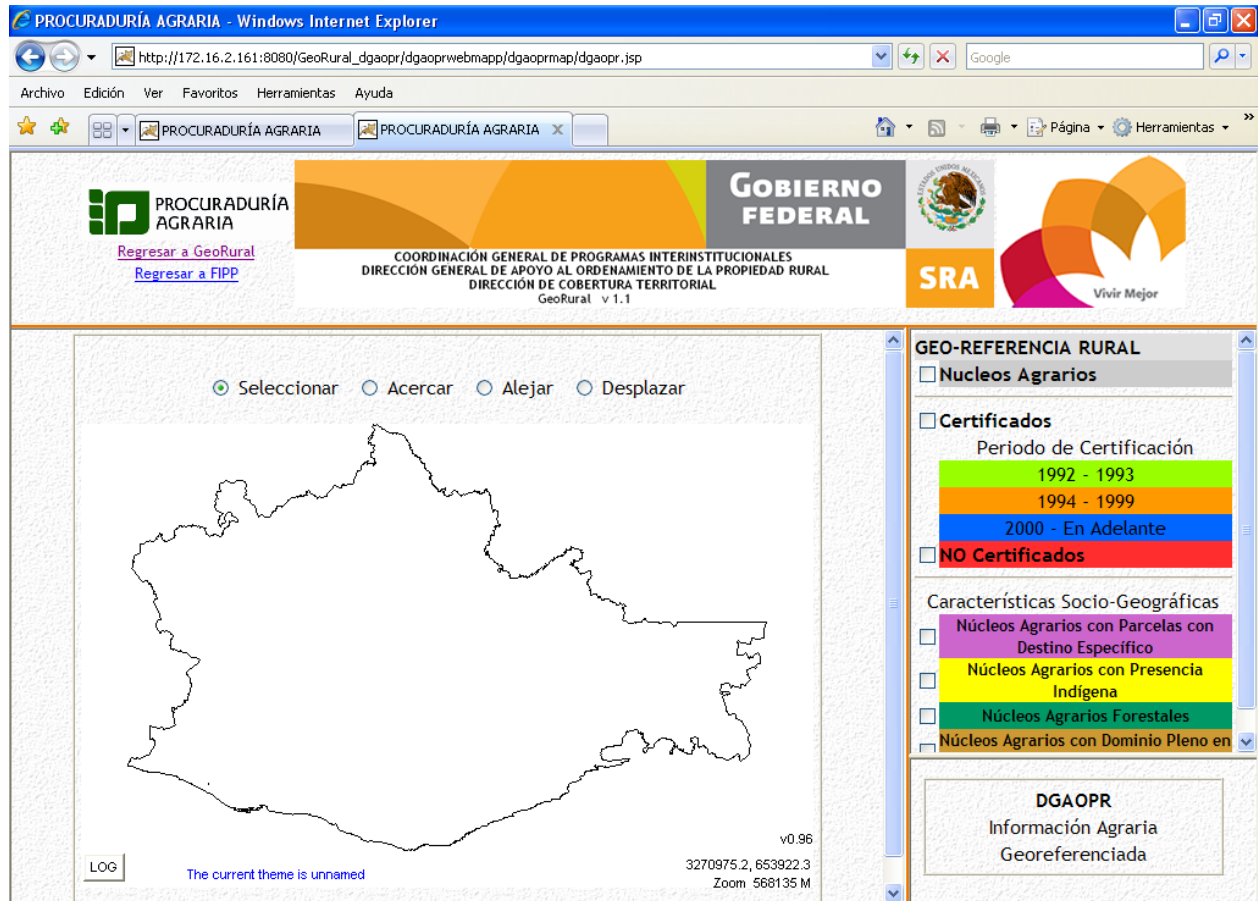 PROCURADURÍA AGRARIA - Windows Internet Explorer
http://172.16.2.161:8080/GeoRural_dgaopr/dgaoprwebmapp/dgaoprmap/dgaopr.jsp
Google
Archivo Edición Ver Favoritos Herramientas Ayuda
PROCURADURÍA AGRARIA
PROCURADURÍA AGRARIA X
Página
Herramientas
PROCURADURÍA
AGRARIA
Regresar a GeoRural
Regresar a FIPP
GOBIERNO
FEDERAL
COORDINACIÓN GENERAL DE PROGRAMAS INTERINSTITUCIONALES
DIRECCIÓN GENERAL DE APOYO AL ORDENAMIENTO DE LA PROPIEDAD RURAL
DIRECCIÓN DE COBERTURA TERRITORIAL
GeoRural v 1.1
ESTADOS UNIDOS MEXICANOS
SRA
Vivir Mejor
Seleccionar Acercar Alejar Desplazar
v0.96
3270975.2, 653922.3
Zoom 568135 M
LOG
The current theme is unnamed
GEO-REFERENCIA RURAL
Nucleos Agrarios
Certificados
Periodo de Certificación
1992 - 1993
1994 - 1999
2000 - En Adelante
NO Certificados
Características Socio-Geográficas
Núcleos Agrarios con Parcelas con
Destino Específico
Núcleos Agrarios con Presencia
Indígena
Núcleos Agrarios Forestales
Núcleos Agrarios con Dominio Pleno en
DGAOPR
Información Agraria
Georeferenciada